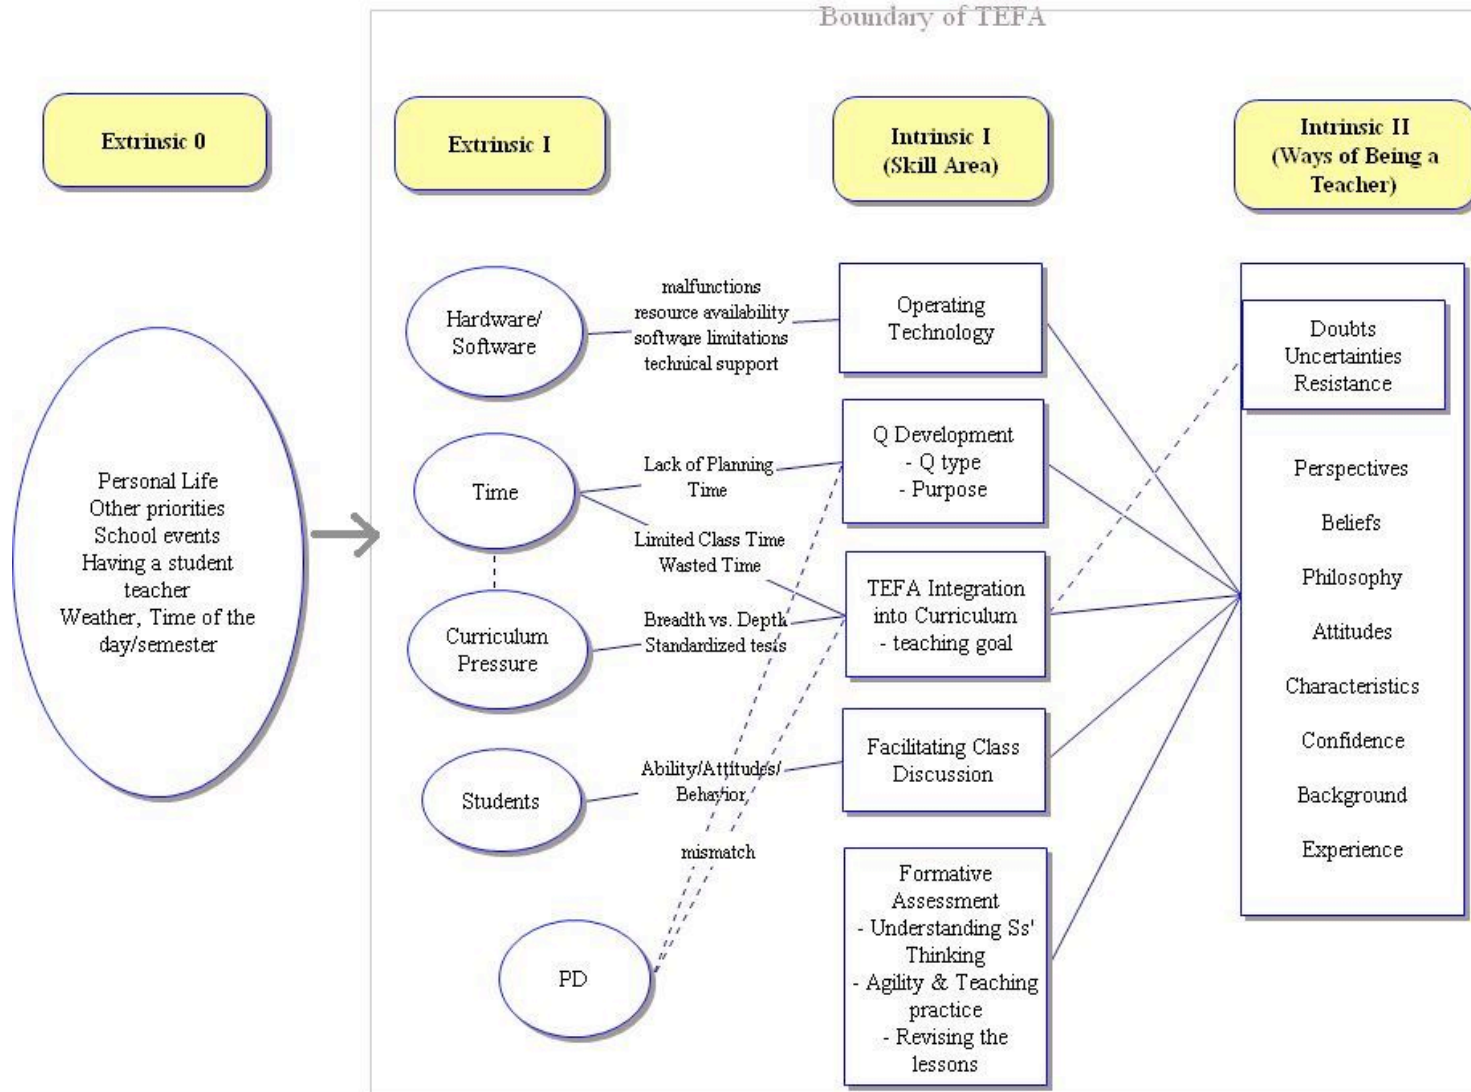 Boundary of TEFA
Extrinsic 0
Extrinsic I
Intrinsic I
(Skill Area)
Intrinsic II
(Ways of Being a
Teacher)
Personal Life
Other priorities
School events
Having a student
teacher
Weather, Time of the
day/semester
Hardware/
Software
malfunctions
resource availability
software limitations
technical support
Operating
Technology
Time
Lack of Planning
Time
Limited Class Time
Wasted Time
Q Development
- Q type
- Purpose
Curriculum
Pressure
Breadth vs. Depth
Standardized tests
TEFA Integration
into Curriculum
- teaching goal
Students
Ability/Attitudes/
Behavior
Facilitating Class
Discussion
PD
mismatch
Formative
Assessment
- Understanding Ss'
Thinking
- Agility & Teaching
practice
- Revising the
lessons
Doubts
Uncertainties
Resistance
Perspectives
Beliefs
Philosophy
Attitudes
Characteristics
Confidence
Background
Experience